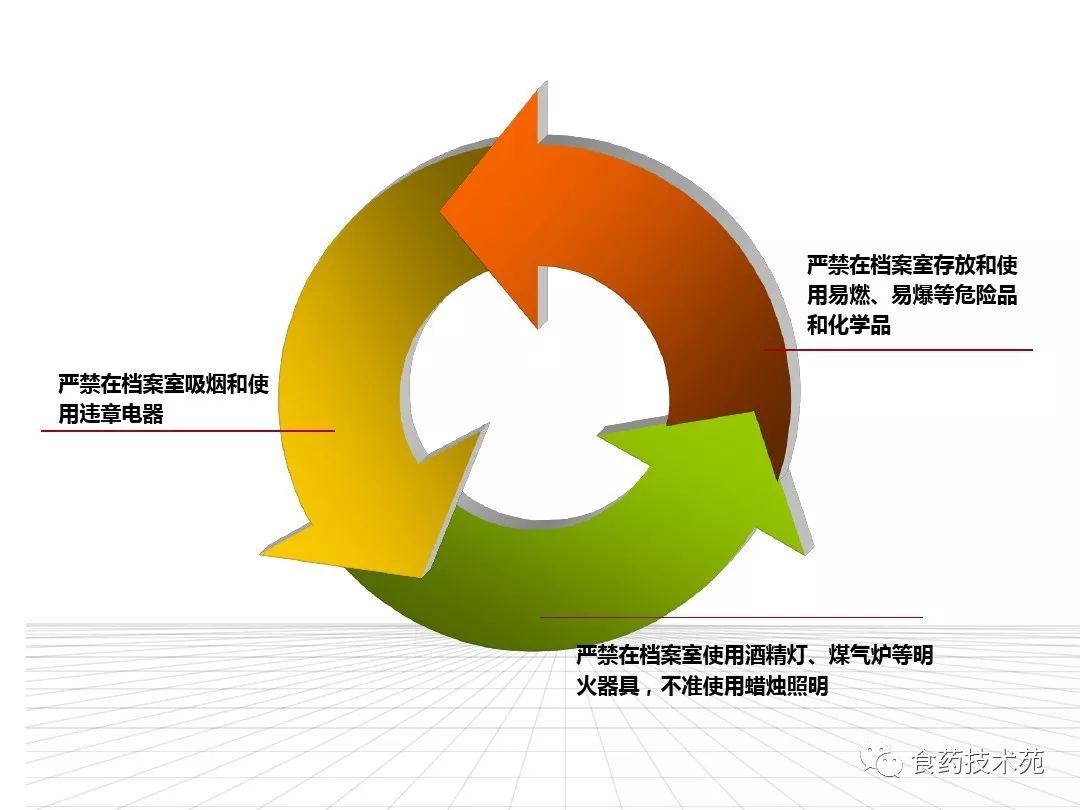 严禁在档案室存放和使
用易燃、易爆等危险品
和化学品
严禁在档案室吸烟和使
用违章电器
严禁在档案室使用酒精灯、煤气炉等明
火器具，不准使用蜡烛照明
食药技术苑